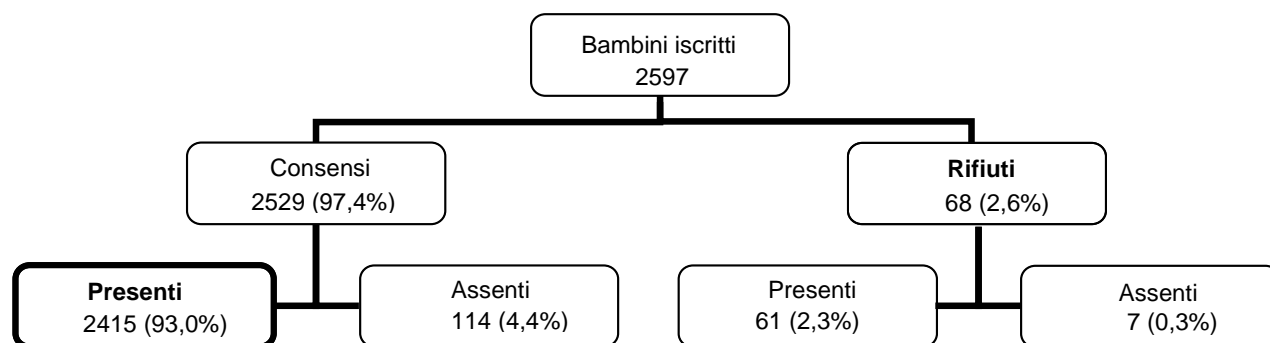 Bambini iscritti
2597
Consensi
2529 (97,4%)
Rifiuti
68 (2,6%)
Presenti
2415 (93,0%)
Assenti
114 (4,4%)
Presenti
61 (2,3%)
Assenti
7 (0,3%)